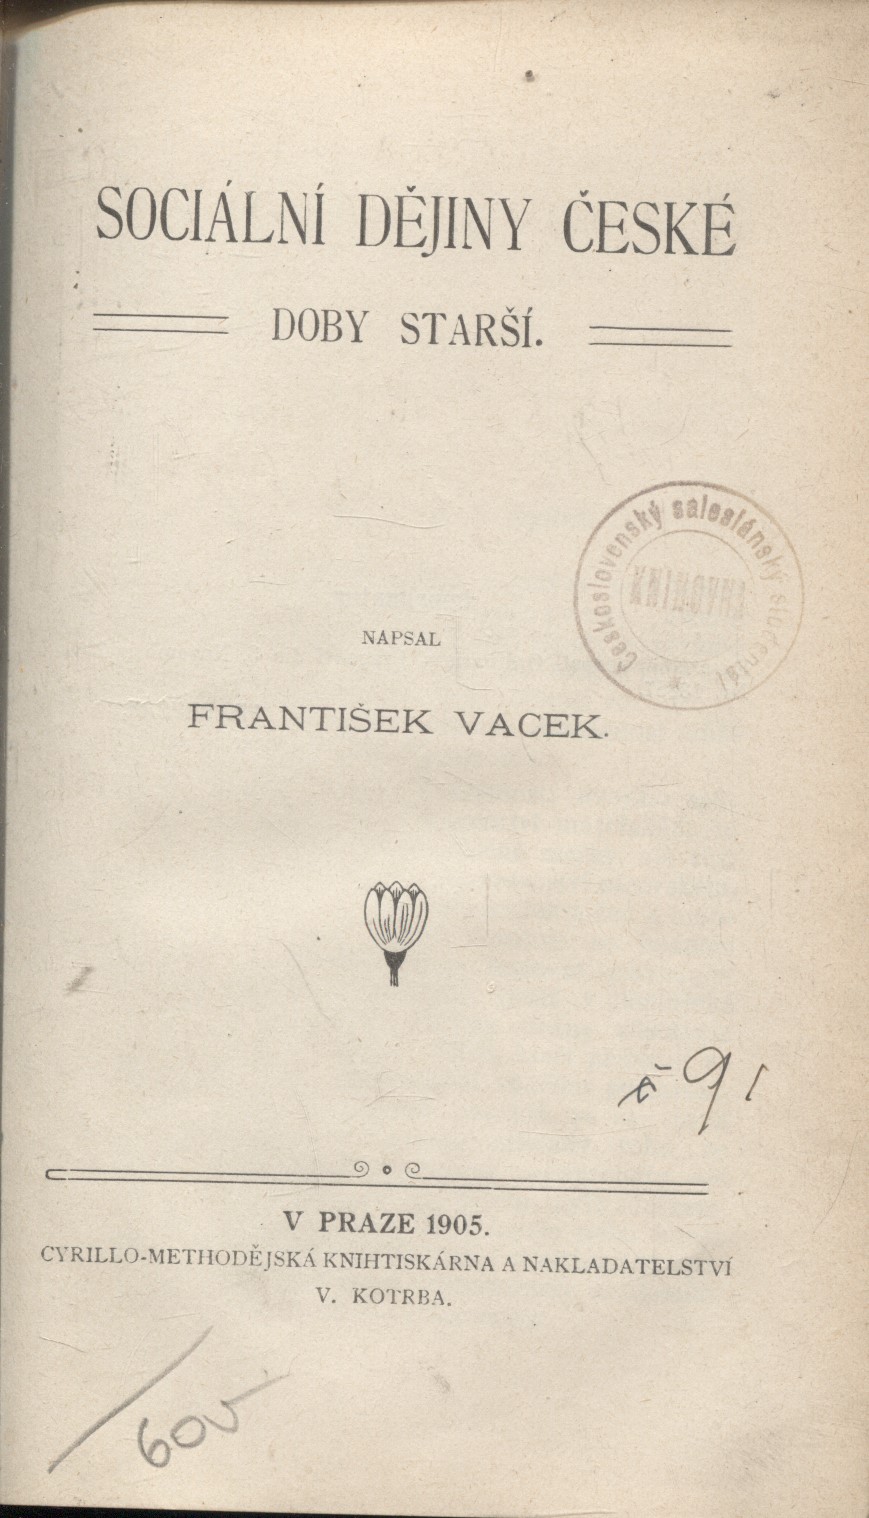 SOCIÁLNÍ DĚJINY ČESKÉ
DOBY STARŠÍ.
Československý salesiánský studentát
KNIHOVNA
NAPSAL
FRANTIŠEK VACEK.
č 91
V PRAZE 1905.
CYRILLO-METHODĚJSKÁ KNIHTISKÁRNA A NAKLADATELSTVÍ
V. KOTRBA.